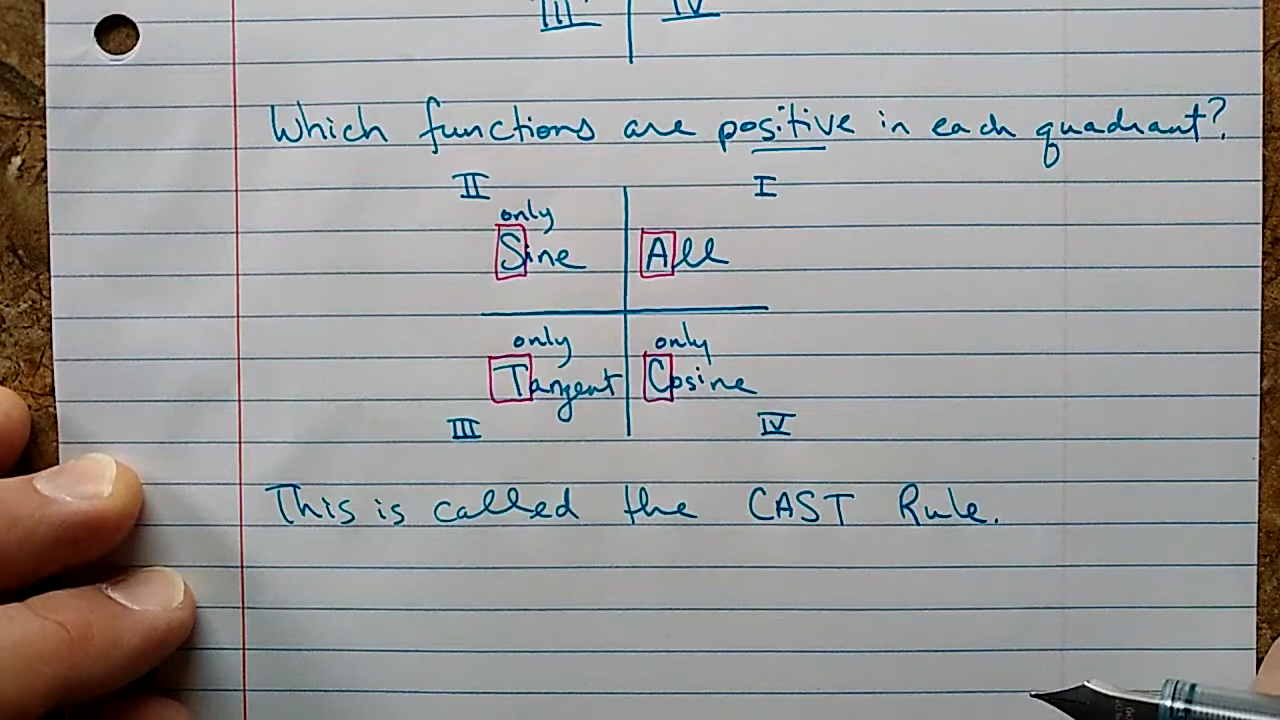 III IV
Which functions are positive in each quadrant?
II I
only
Sine All
only only
Tangent Cosine
III IV
This is called the CAST Rule.